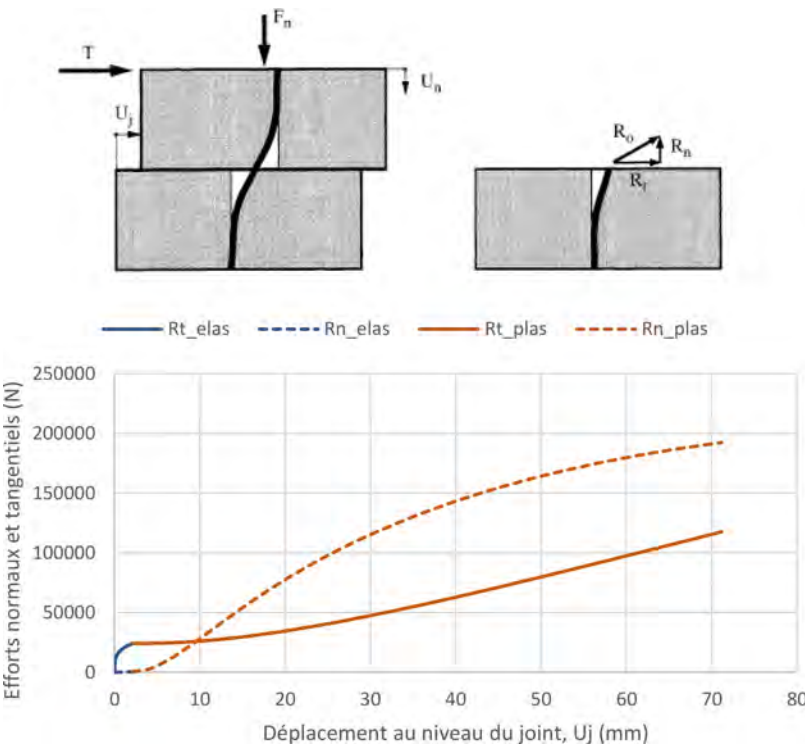 Fn
T
Un
Uj
Ro
Rn
Rt
Rt_elas Rn_elas Rt_plas Rn_plas
Efforts normaux et tangentiels (N)
250000
200000
150000
100000
50000
0
0 10 20 30 40 50 60 70 80
Déplacement au niveau du joint, Uj (mm)